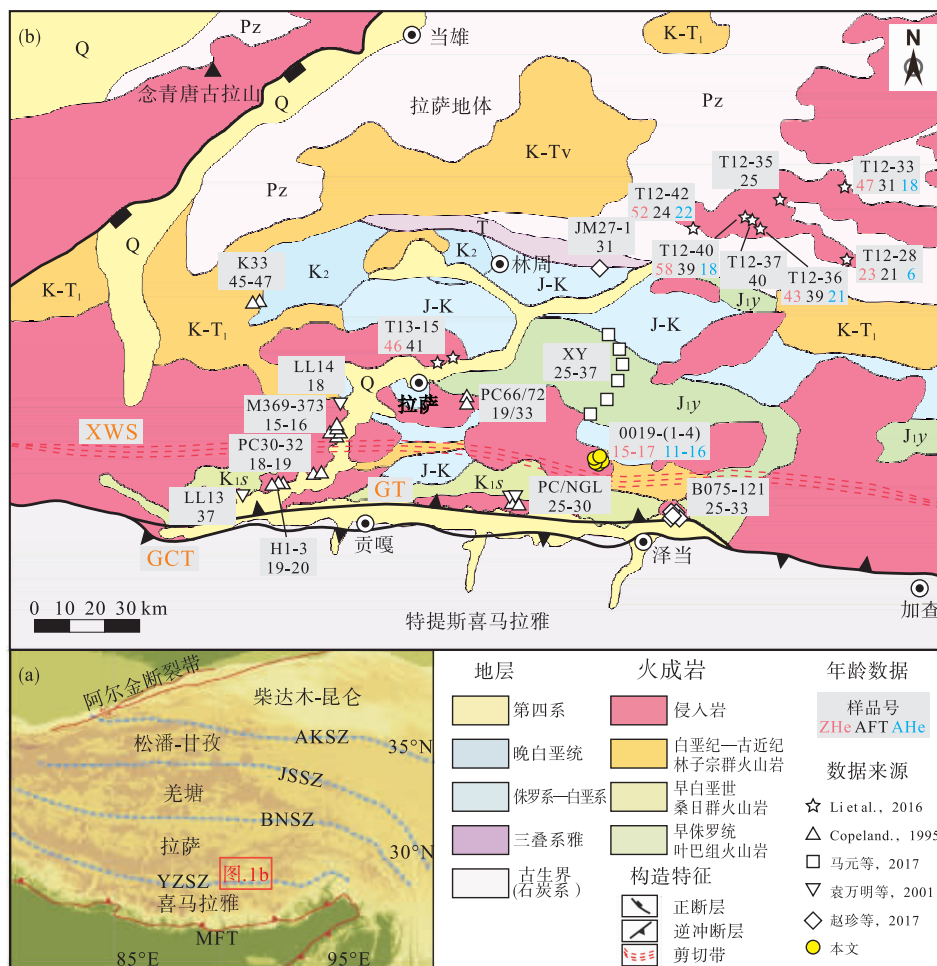 (b)
Pz
当雄
K-T₁
N
Q
念青唐古拉山
Q
拉萨地体
Pz
K-Tv
T12-35
25
T12-33
47 31 18
Pz
T12-42
52 24 22
T
JM27-1
31
Q
K₂
K₂
林周
T12-40
58 39 18
T12-37
40
T12-36
43 39 21
T12-28
23 21 6
K33
45-47
J-K
K-T₁
J₁y
J-K
K-T₁
J-K
K-T₁
T13-15
46 41
XY
25-37
LL14
18
Q
拉萨
PC66/72
19/33
J₁y
M369-373
15-16
XWS
0019-(1-4)
15-17 11-16
J₁y
PC30-32
18-19
J-K
K₁s
GT
K₁s
PC/NGL
25-30
B075-121
25-33
LL13
37
贡嘎
泽当
GCT
H1-3
19-20
加查
0 10 20 30 km
特提斯喜马拉雅
(a)
阿尔金断裂带
柴达木-昆仑
松潘-甘孜
AKSZ
35°N
JSSZ
羌塘
BNSZ
拉萨
30°N
YZSZ
图.1b
喜马拉雅
MFT
85°E
95°E
地层
火成岩
年龄数据
第四系
侵入岩
样品号
ZHe AFT AHe
晚白垩统
白垩纪—古近纪
林子宗群火山岩
数据来源
侏罗系—白垩系
早白垩世
桑日群火山岩
Li et al., 2016
Copeland., 1995
三叠系雅
早侏罗统
叶巴组火山岩
马元等, 2017
古生界
(石炭系)
构造特征
袁万明等, 2001
正断层
逆冲断层
赵珍等, 2017
剪切带
本文